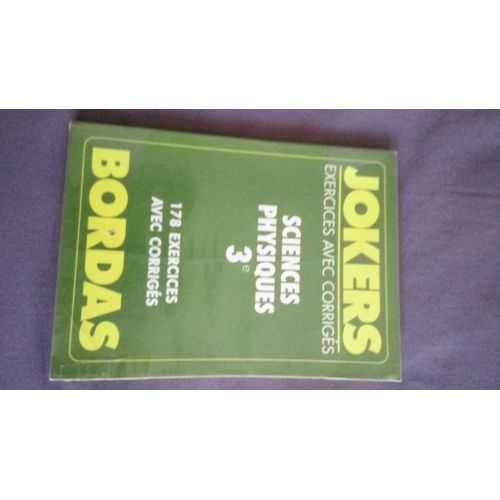 JOKERS
EXERCICES AVEC CORRIGÉS
SCIENCES
PHYSIQUES
3e
178 EXERCICES
AVEC CORRIGÉS
BORDAS